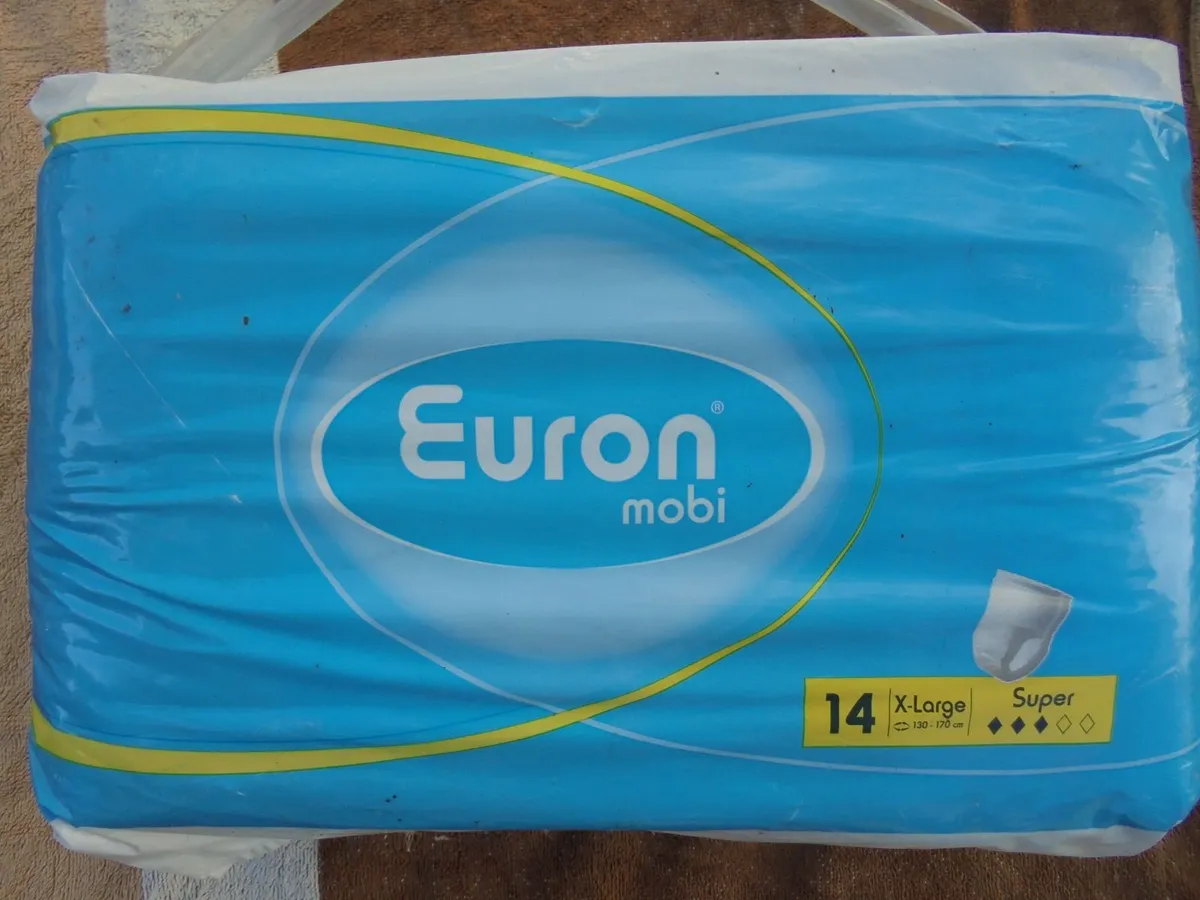 Euron®
mobi
14
X-Large
130 - 170 cm
Super